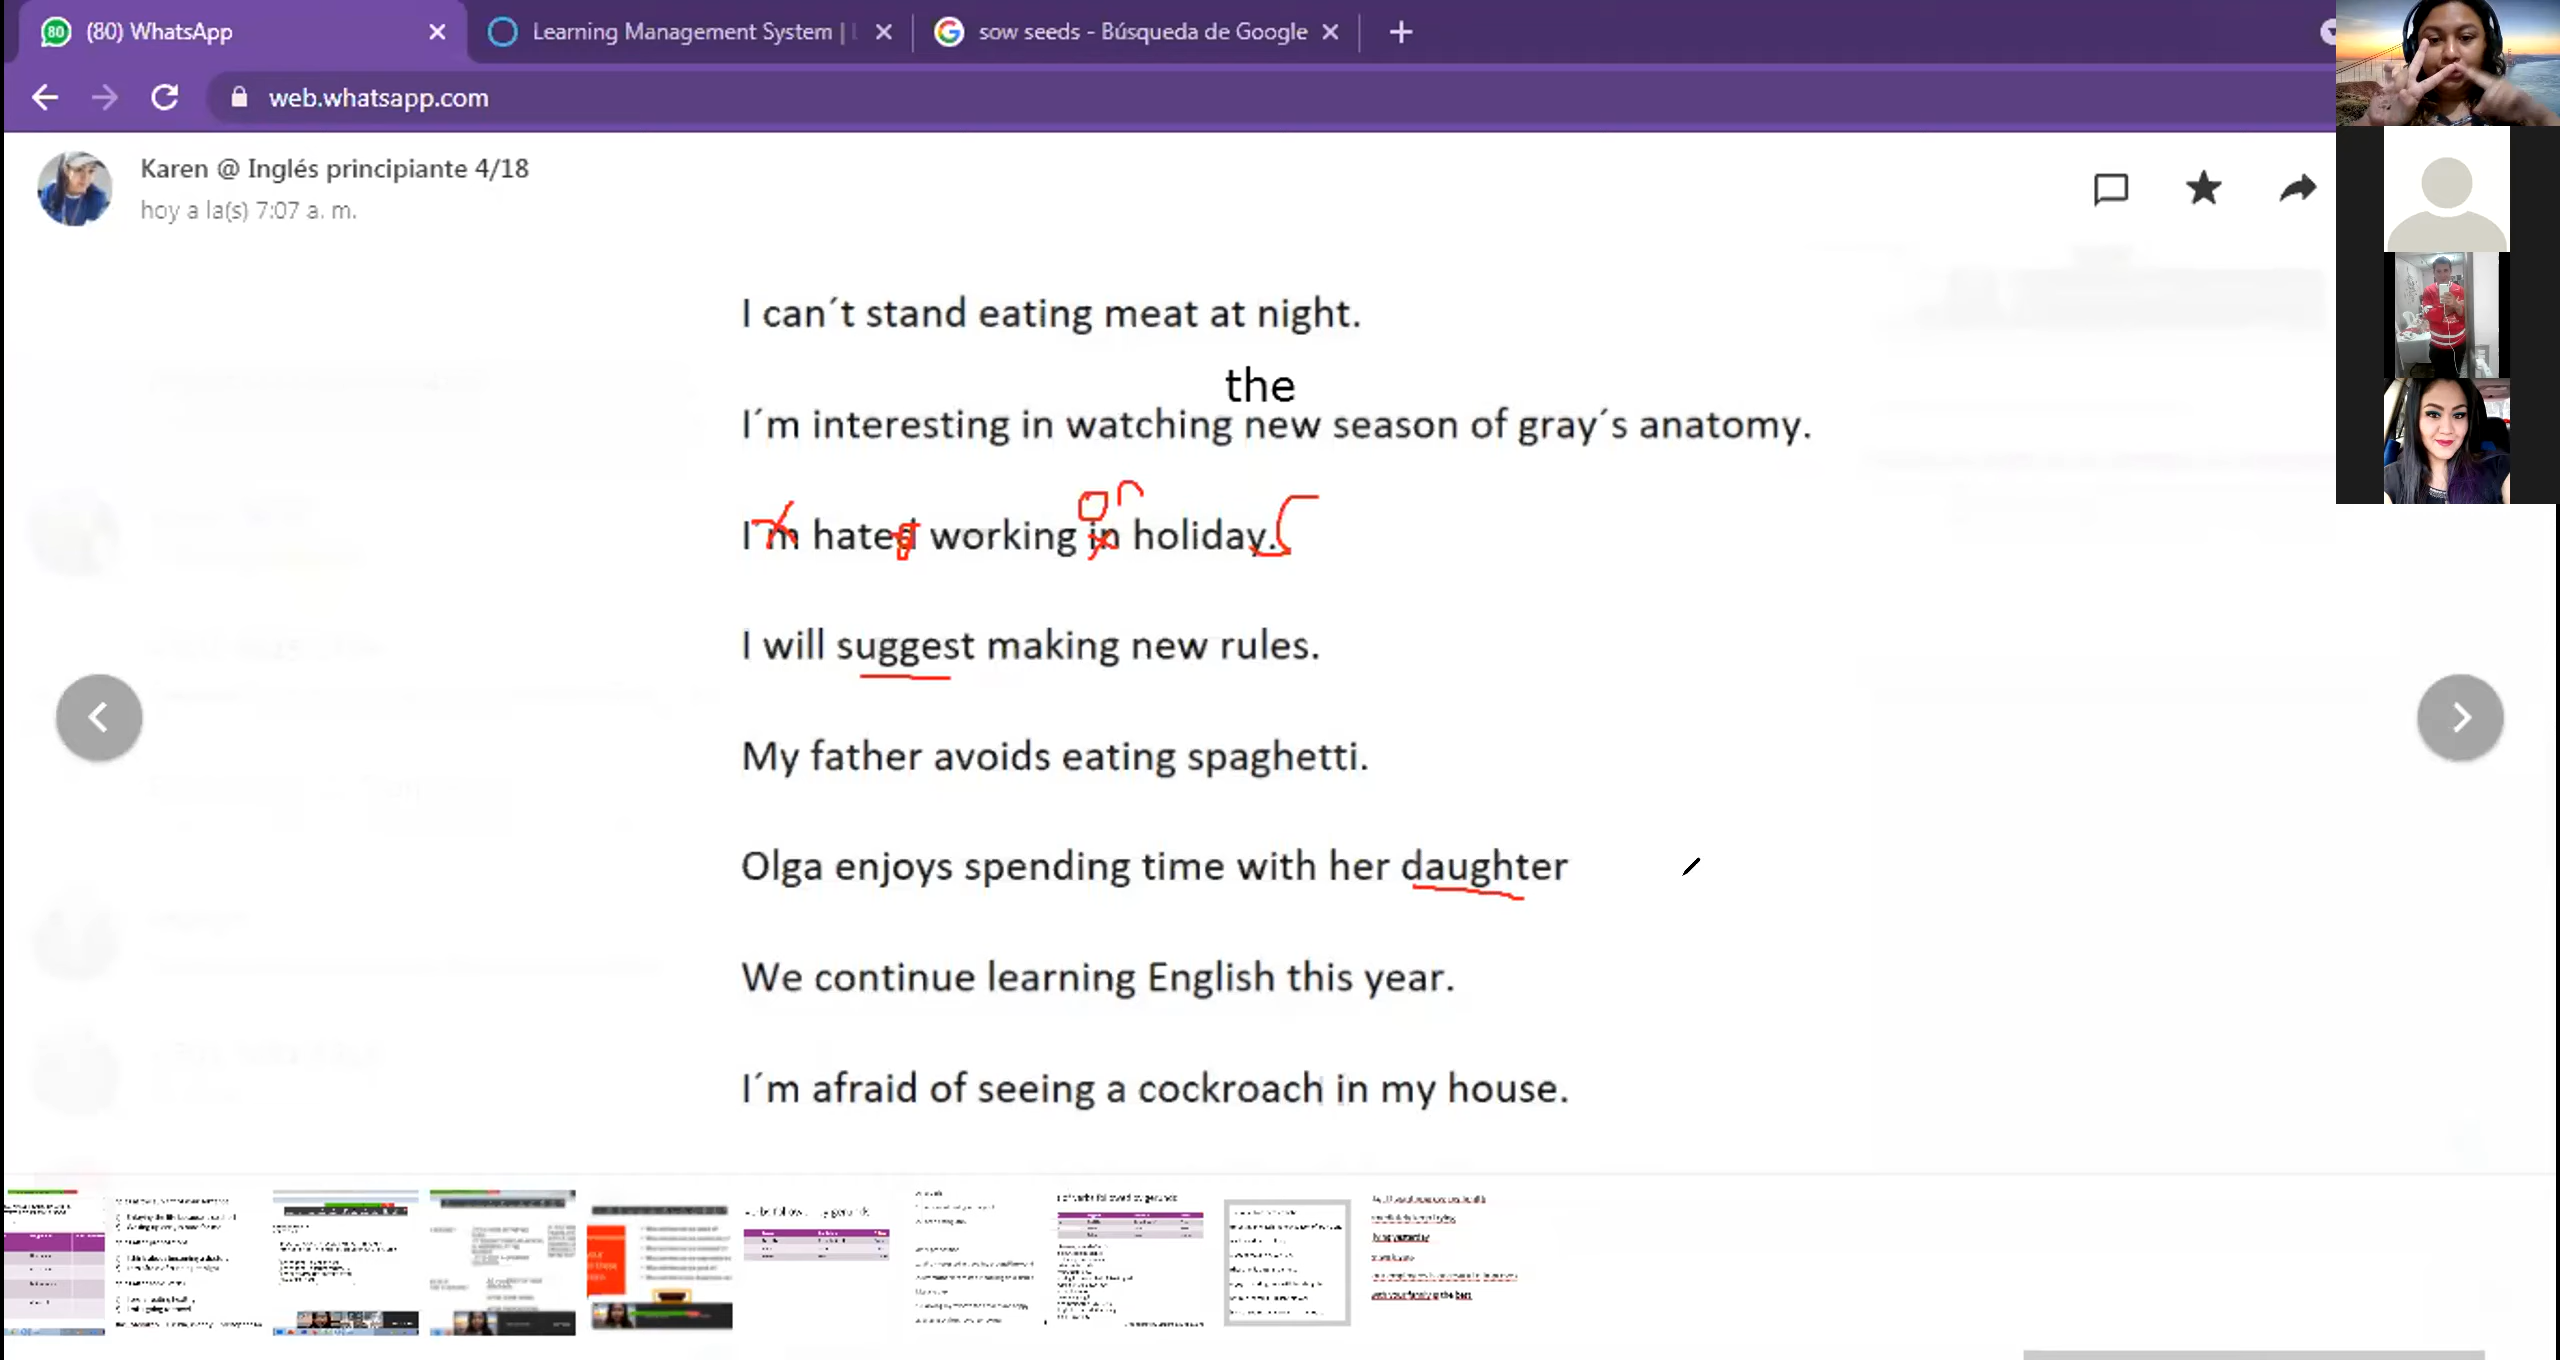 (80) WhatsApp
Learning Management System |
sow seeds - Búsqueda de Google
web.whatsapp.com
Karen @ Inglés principiante 4/18
hoy a la(s) 7:07 a. m.
I can´t stand eating meat at night.
the
I´m interesting in watching new season of gray´s anatomy.
on
I´m hated working in holiday.
I will suggest making new rules.
My father avoids eating spaghetti.
Olga enjoys spending time with her daughter
We continue learning English this year.
I´m afraid of seeing a cockroach in my house.